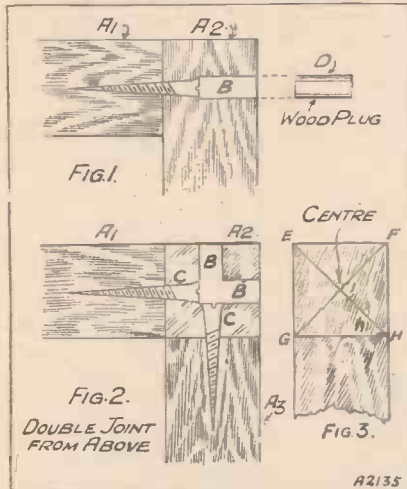 A1 A2
B
D
WOOD PLUG
FIG.1.
A1 A2
B
C
B
C
FIG.2.
DOUBLE JOINT
FROM ABOVE
A3
CENTRE
E F
G H
h
FIG.3.
A2135